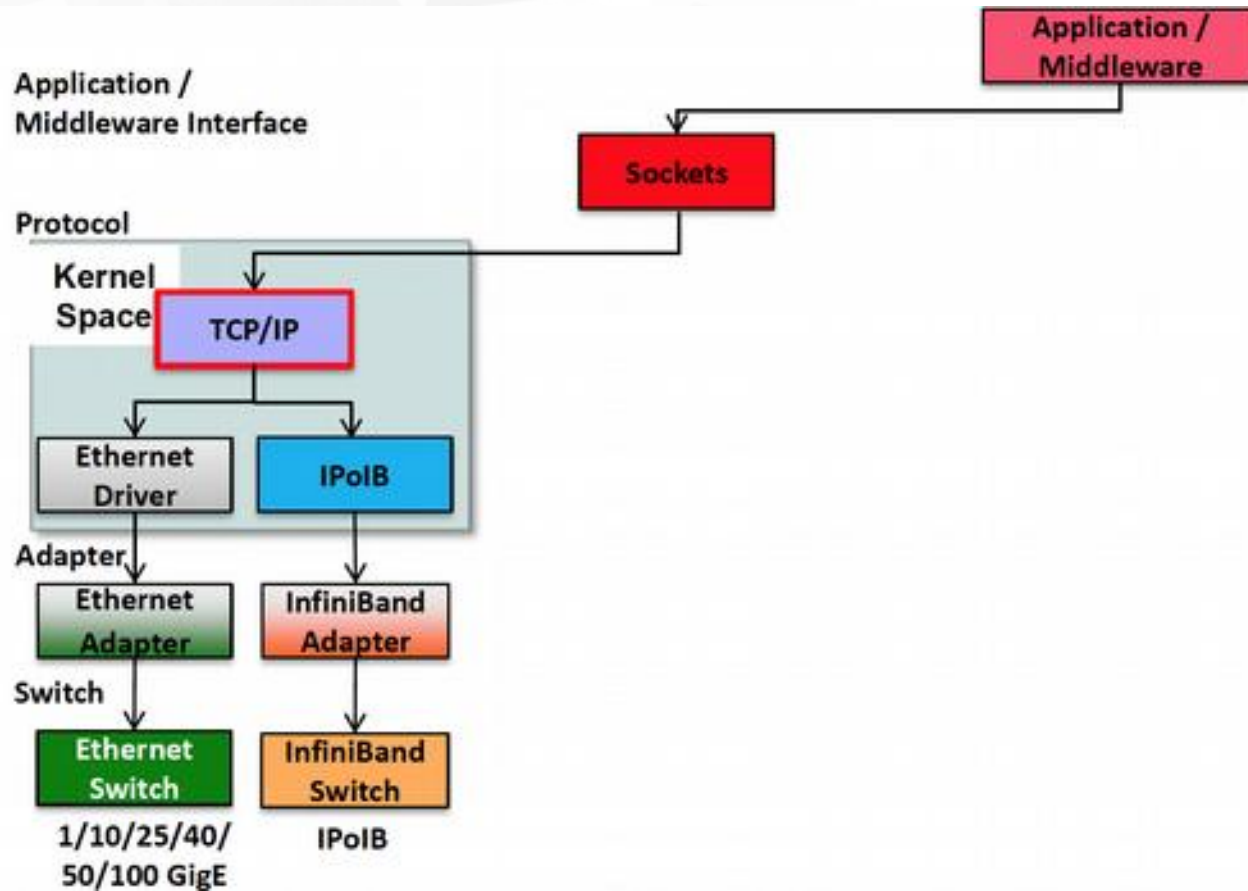 Application /
Middleware
Application /
Middleware Interface
Sockets
Protocol
Kernel
Space
TCP/IP
Ethernet
Driver
IPoIB
Adapter
Ethernet
Adapter
InfiniBand
Adapter
Switch
Ethernet
Switch
InfiniBand
Switch
1/10/25/40/
50/100 GigE
IPoIB